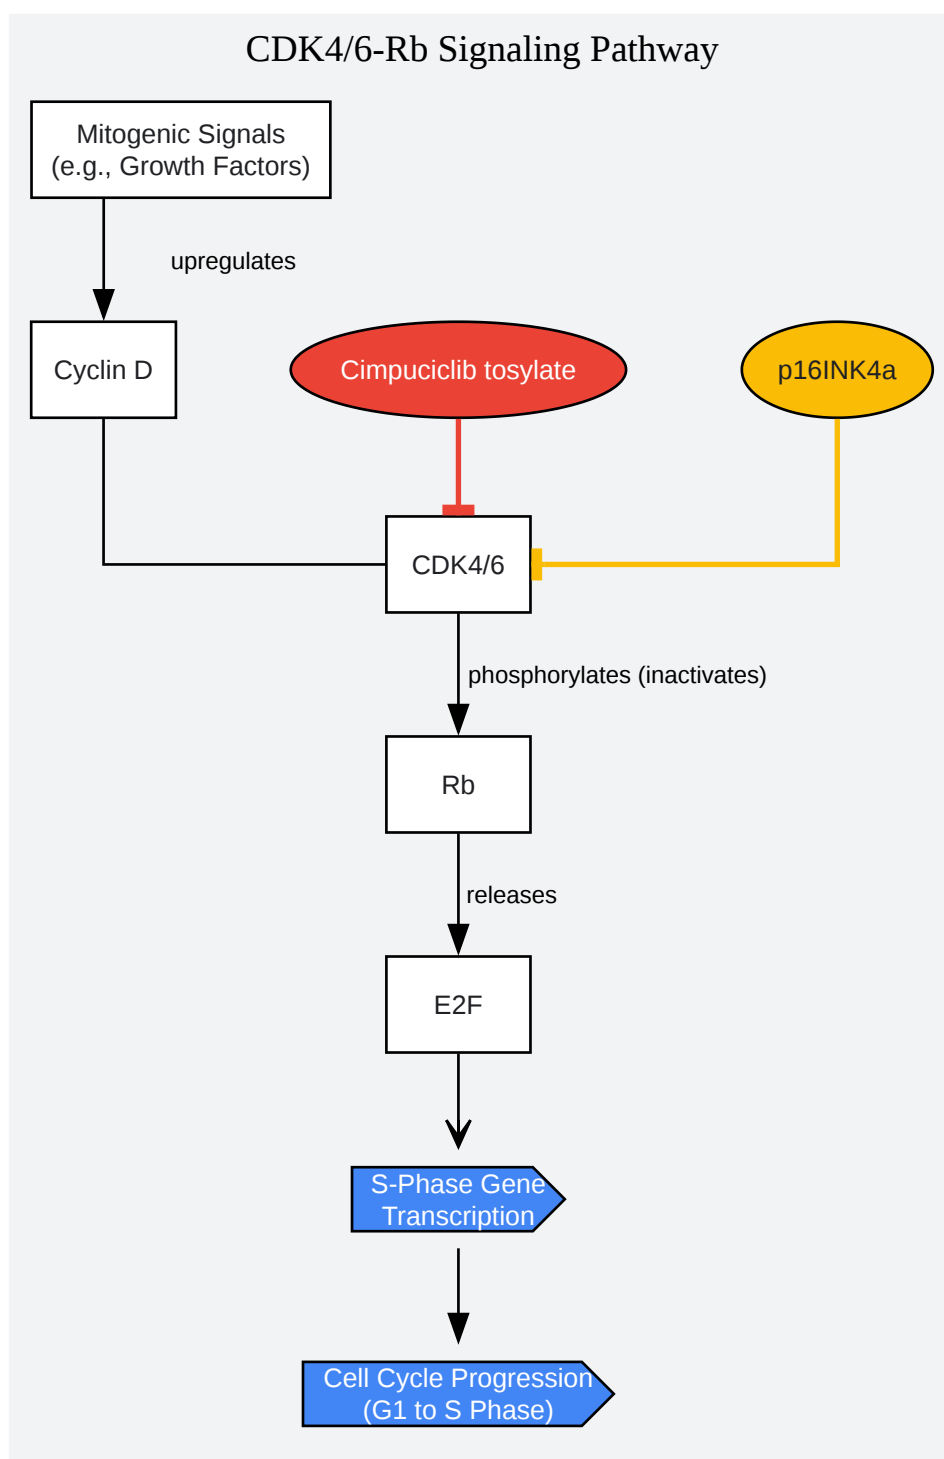 CDK4/6-Rb Signaling Pathway
Mitogenic Signals
(e.g., Growth Factors)
upregulates
Cyclin D
Cimpuciclib tosylate
p16INK4a
CDK4/6
phosphorylates (inactivates)
Rb
releases
E2F
S-Phase Gene
Transcription
Cell Cycle Progression
(G1 to S Phase)